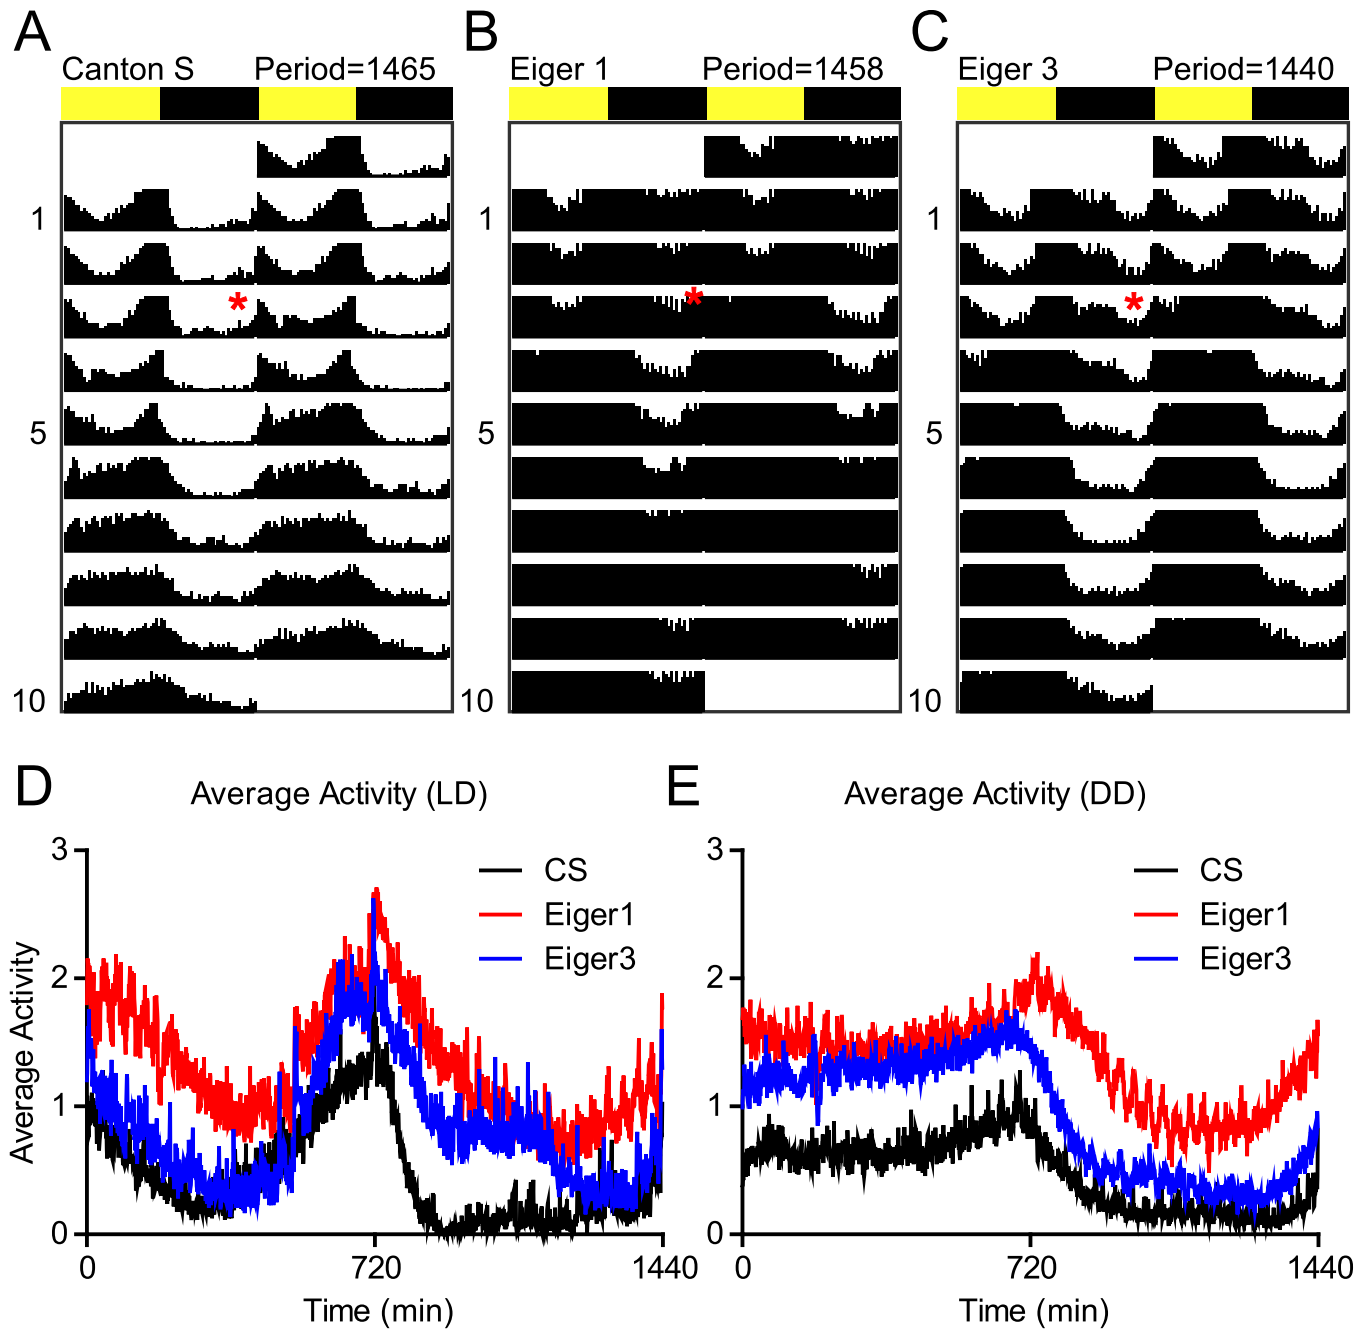 A
B
C
Canton S Period=1465
Eiger 1 Period=1458
Eiger 3 Period=1440
1
5
10
*
1
5
10
*
1
5
10
*
D
Average Activity (LD)
Average Activity
3
2
1
0
0 720 1440
Time (min)
CS
Eiger1
Eiger3
E
Average Activity (DD)
3
2
1
0
0 720 1440
Time (min)
CS
Eiger1
Eiger3